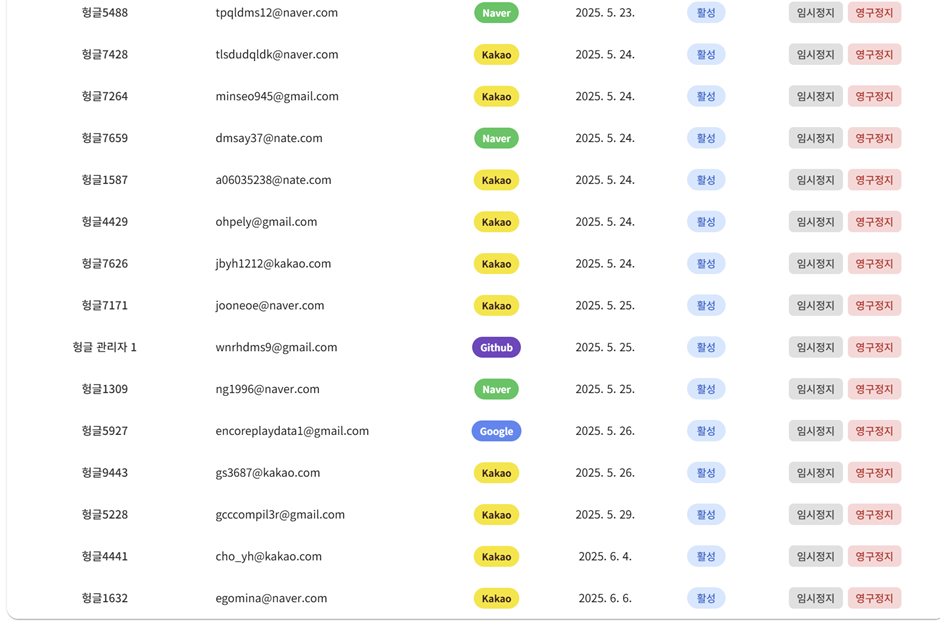 헝글5488 tpqldms12@naver.com Naver 2025. 5. 23. 활성 임시정지 영구정지
헝글7428 tlsdudqldk@naver.com Kakao 2025. 5. 24. 활성 임시정지 영구정지
헝글7264 minseo945@gmail.com Kakao 2025. 5. 24. 활성 임시정지 영구정지
헝글7659 dmsay37@nate.com Naver 2025. 5. 24. 활성 임시정지 영구정지
헝글1587 a06035238@nate.com Kakao 2025. 5. 24. 활성 임시정지 영구정지
헝글4429 ohpely@gmail.com Kakao 2025. 5. 24. 활성 임시정지 영구정지
헝글7626 jbyh1212@kakao.com Kakao 2025. 5. 24. 활성 임시정지 영구정지
헝글7171 jooneoe@naver.com Kakao 2025. 5. 25. 활성 임시정지 영구정지
헝글 관리자 1 wnrhdms9@gmail.com Github 2025. 5. 25. 활성 임시정지 영구정지
헝글1309 ng1996@naver.com Naver 2025. 5. 25. 활성 임시정지 영구정지
헝글5927 encoreplaydata1@gmail.com Google 2025. 5. 26. 활성 임시정지 영구정지
헝글9443 gs3687@kakao.com Kakao 2025. 5. 26. 활성 임시정지 영구정지
헝글5228 gcccompil3r@gmail.com Kakao 2025. 5. 29. 활성 임시정지 영구정지
헝글4441 cho_yh@kakao.com Kakao 2025. 6. 4. 활성 임시정지 영구정지
헝글1632 egomina@naver.com Kakao 2025. 6. 6. 활성 임시정지 영구정지